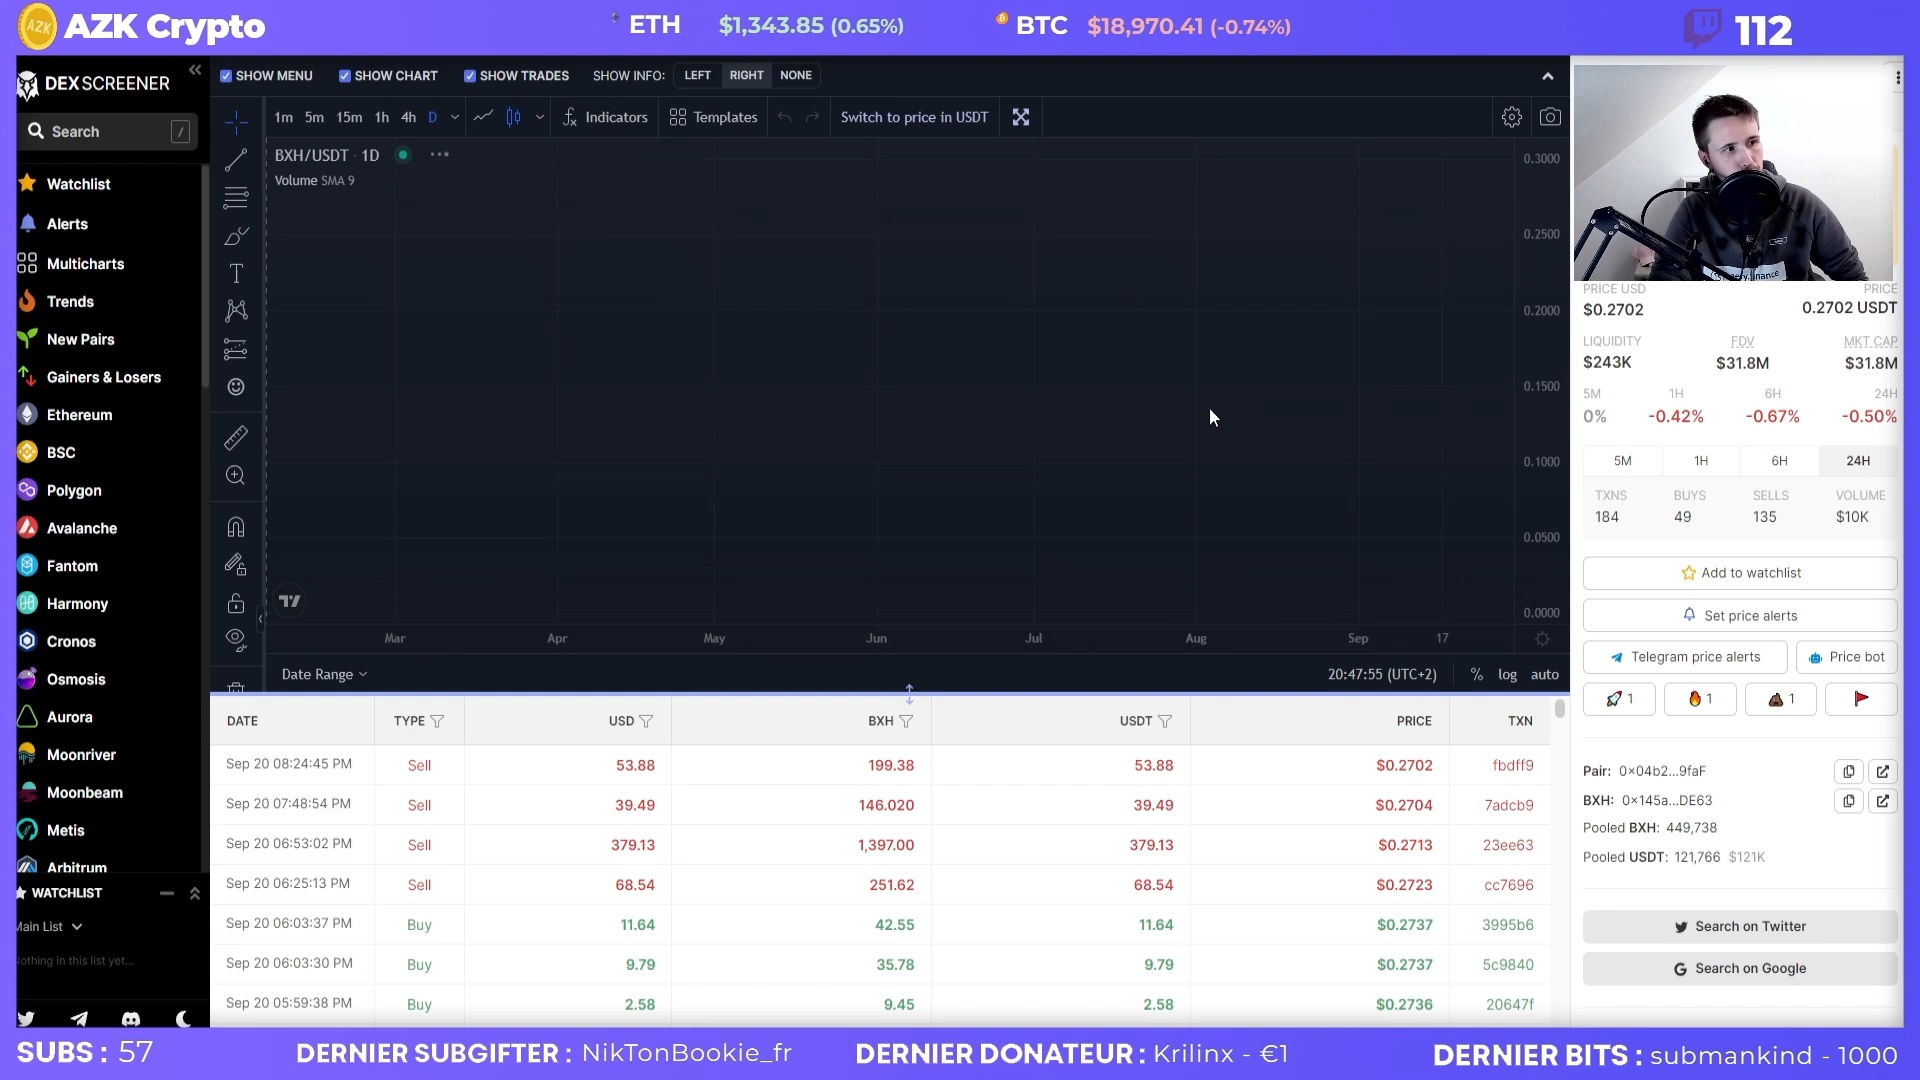 AZK Crypto
ETH $1,343.85 (0.65%)
BTC $18,970.41 (-0.74%)
112
DEX SCREENER
Search /
Watchlist
Alerts
Multicharts
Trends
New Pairs
Gainers & Losers
Ethereum
BSC
Polygon
Avalanche
Fantom
Harmony
Cronos
Osmosis
Aurora
Moonriver
Moonbeam
Metis
Arbitrum
WATCHLIST
Main List
Nothing in this list yet...
SHOW MENU SHOW CHART SHOW TRADES SHOW INFO: LEFT RIGHT NONE
1m 5m 15m 1h 4h D Indicators Templates Switch to price in USDT
BXH/USDT · 1D
Volume SMA 9
0.3000
0.2500
0.2000
0.1500
0.1000
0.0500
0.0000
Mar Apr May Jun Jul Aug Sep 17
Date Range 20:47:55 (UTC+2) % log auto
DATE TYPE USD BXH USDT PRICE TXN
Sep 20 08:24:45 PM Sell 53.88 199.38 53.88 $0.2702 fbdff9
Sep 20 07:48:54 PM Sell 39.49 146.020 39.49 $0.2704 7adcb9
Sep 20 06:53:02 PM Sell 379.13 1,397.00 379.13 $0.2713 23ee63
Sep 20 06:25:13 PM Sell 68.54 251.62 68.54 $0.2723 cc7696
Sep 20 06:03:37 PM Buy 11.64 42.55 11.64 $0.2737 3995b6
Sep 20 06:03:30 PM Buy 9.79 35.78 9.79 $0.2737 5c9840
Sep 20 05:59:38 PM Buy 2.58 9.45 2.58 $0.2736 20647f
PRICE USD PRICE
$0.2702 0.2702 USDT
LIQUIDITY FDV MKT CAP
$243K $31.8M $31.8M
5M 1H 6H 24H
0% -0.42% -0.67% -0.50%
5M 1H 6H 24H
TXNS BUYS SELLS VOLUME
184 49 135 $10K
Add to watchlist
Set price alerts
Telegram price alerts Price bot
1 1 1
Pair: 0×04b2...9faF
BXH: 0×145a...DE63
Pooled BXH: 449,738
Pooled USDT: 121,766 $121K
Search on Twitter
Search on Google
SUBS : 57
DERNIER SUBGIFTER : NikTonBookie_fr
DERNIER DONATEUR : Krilinx - €1
DERNIER BITS : submankind - 1000